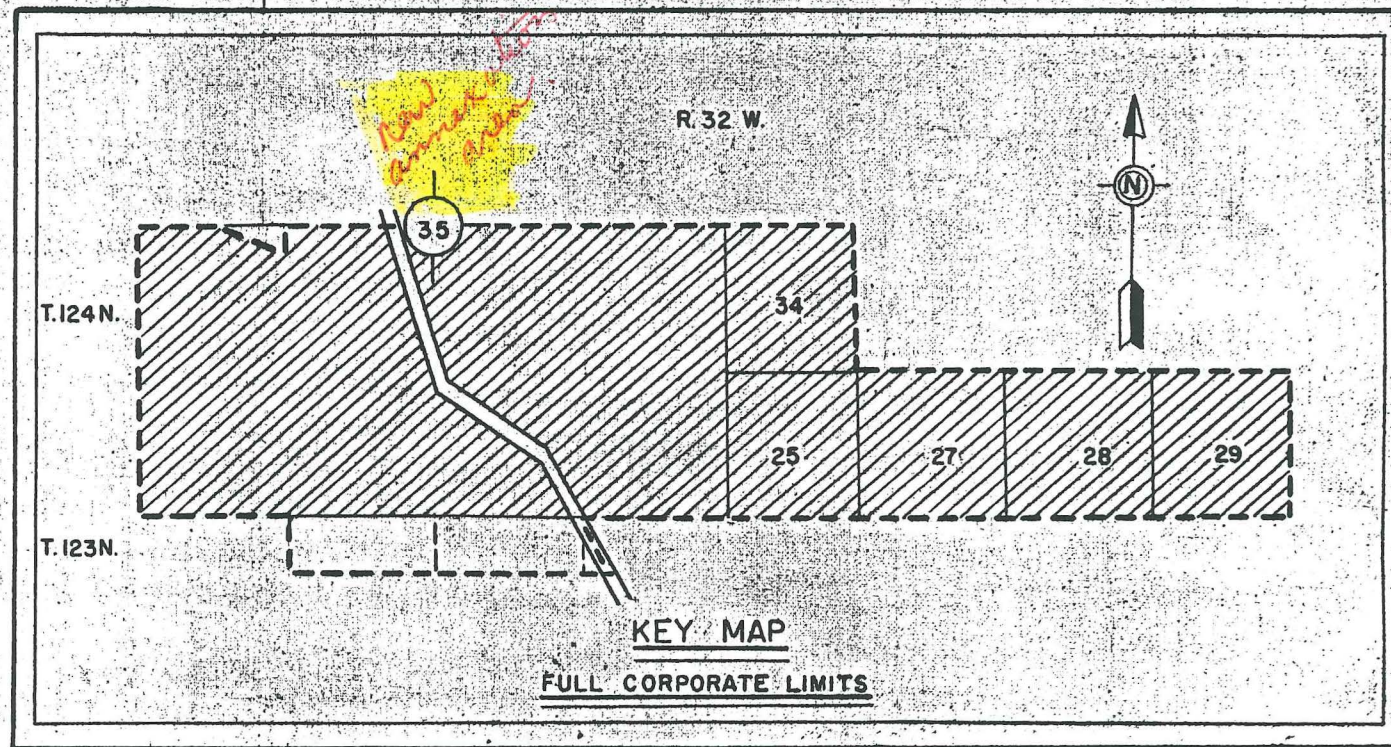 new
annexation
area
R. 32 W.
N
35
T. 124 N.
34
25
27
28
29
T. 123 N.
KEY MAP
FULL CORPORATE LIMITS